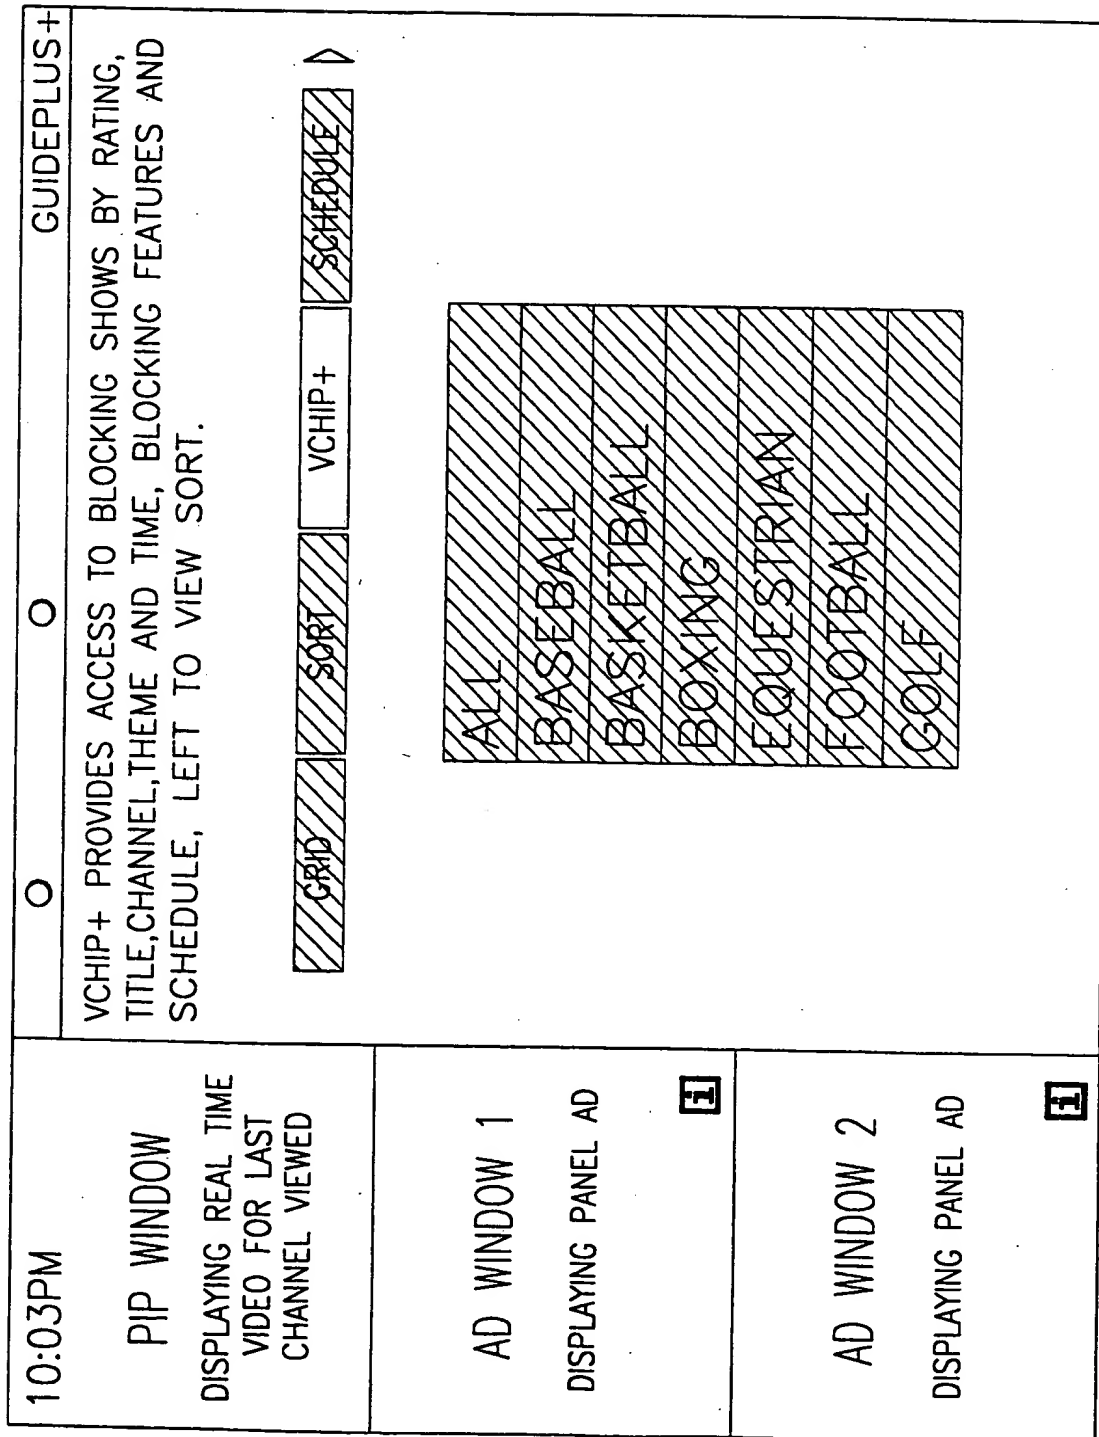 10:03PM
GUIDEPLUS+
PIP WINDOW
DISPLAYING REAL TIME
VIDEO FOR LAST
CHANNEL VIEWED
AD WINDOW 1
DISPLAYING PANEL AD
i
AD WINDOW 2
DISPLAYING PANEL AD
i
VCHIP+ PROVIDES ACCESS TO BLOCKING SHOWS BY RATING,
TITLE,CHANNEL,THEME AND TIME, BLOCKING FEATURES AND
SCHEDULE, LEFT TO VIEW SORT.
GRID SORT VCHIP+ SCHEDULE
ALL
BASEBALL
BASKETBALL
BOXING
EQUESTRIAN
FOOTBALL
GOLF